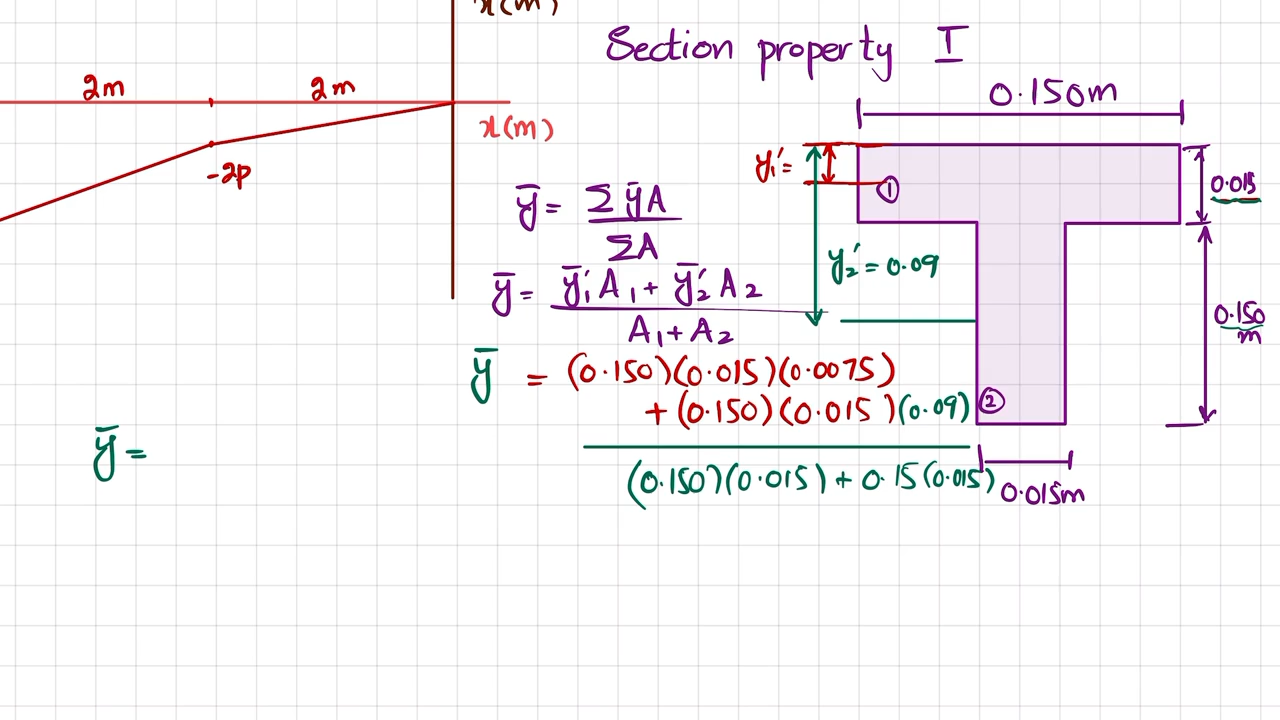 x(m)
Section property I
2m
2m
0.150m
x(m)
-2p
y₁' =
①
0.015
ȳ = Σ ȳA / ΣA
y₂' = 0.09
ȳ = ȳ₁' A₁ + ȳ₂' A₂ / A₁ + A₂
0.150
m
ȳ = (0.150)(0.015)(0.0075)
+ (0.150)(0.015)(0.09)
②
ȳ =
(0.150)(0.015) + 0.15(0.015)
0.015m